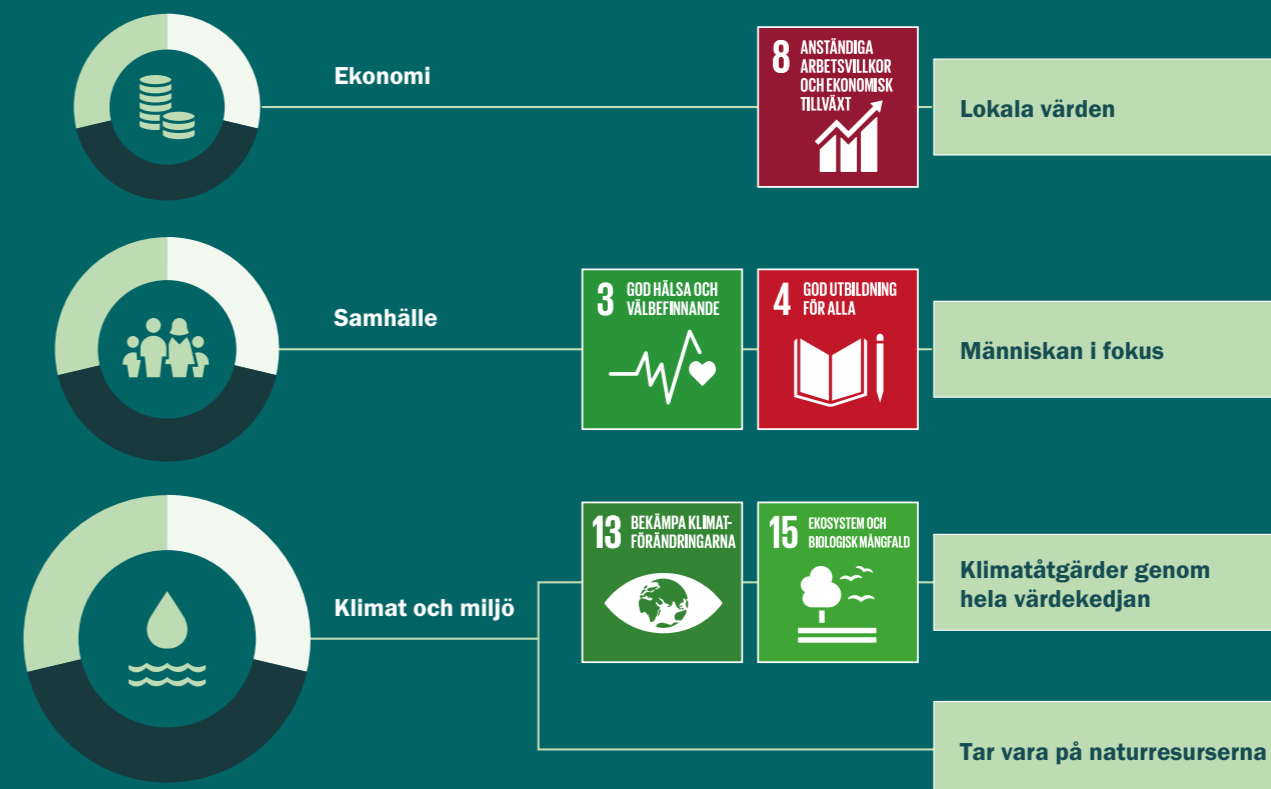 Ekonomi
8 ANSTÄNDIGA
ARBETSVILLKOR
OCH EKONOMISK
TILLVÄXT
Lokala värden
Samhälle
3 GOD HÄLSA OCH
VÄLBEFINNANDE
4 GOD UTBILDNING
FÖR ALLA
Människan i fokus
Klimat och miljö
13 BEKÄMPA KLIMAT-
FÖRÄNDRINGARNA
15 EKOSYSTEM OCH
BIOLOGISK MÅNGFALD
Klimatåtgärder genom
hela värdekedjan
Tar vara på naturresurserna